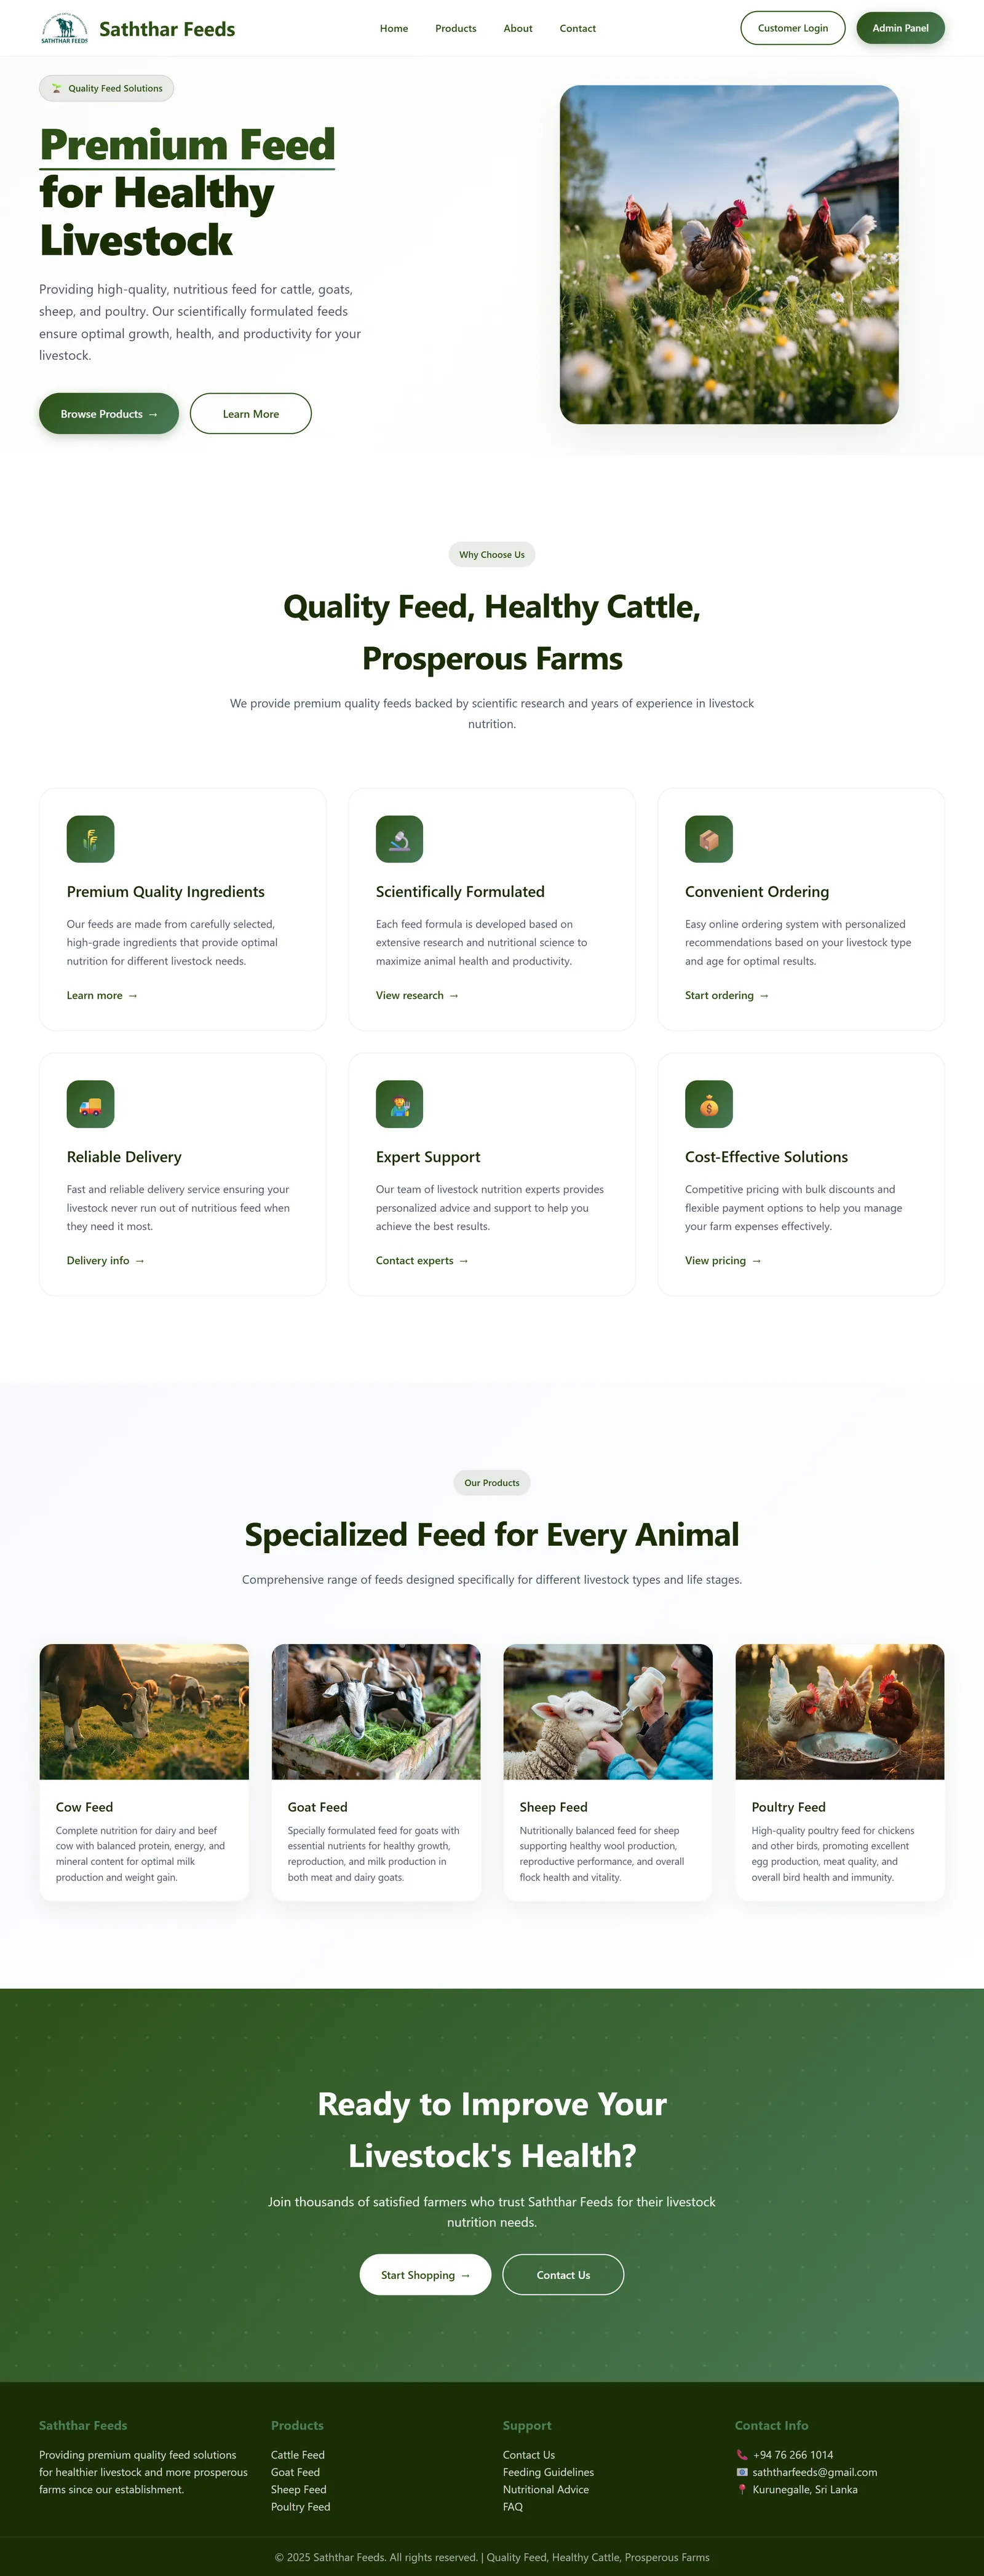 SATHTHAR FEEDS
Saththar Feeds
Home
Products
About
Contact
Customer Login
Admin Panel
Quality Feed Solutions
Premium Feed
for Healthy
Livestock
Providing high-quality, nutritious feed for cattle, goats,
sheep, and poultry. Our scientifically formulated feeds
ensure optimal growth, health, and productivity for your
livestock.
Browse Products →
Learn More
Why Choose Us
Quality Feed, Healthy Cattle,
Prosperous Farms
We provide premium quality feeds backed by scientific research and years of experience in livestock
nutrition.
Premium Quality Ingredients
Our feeds are made from carefully selected,
high-grade ingredients that provide optimal
nutrition for different livestock needs.
Learn more →
Scientifically Formulated
Each feed formula is developed based on
extensive research and nutritional science to
maximize animal health and productivity.
View research →
Convenient Ordering
Easy online ordering system with personalized
recommendations based on your livestock type
and age for optimal results.
Start ordering →
Reliable Delivery
Fast and reliable delivery service ensuring your
livestock never run out of nutritious feed when
they need it most.
Delivery info →
Expert Support
Our team of livestock nutrition experts provides
personalized advice and support to help you
achieve the best results.
Contact experts →
Cost-Effective Solutions
Competitive pricing with bulk discounts and
flexible payment options to help you manage
your farm expenses effectively.
View pricing →
Our Products
Specialized Feed for Every Animal
Comprehensive range of feeds designed specifically for different livestock types and life stages.
Cow Feed
Complete nutrition for dairy and beef
cow with balanced protein, energy, and
mineral content for optimal milk
production and weight gain.
Goat Feed
Specially formulated feed for goats with
essential nutrients for healthy growth,
reproduction, and milk production in
both meat and dairy goats.
Sheep Feed
Nutritionally balanced feed for sheep
supporting healthy wool production,
reproductive performance, and overall
flock health and vitality.
Poultry Feed
High-quality poultry feed for chickens
and other birds, promoting excellent
egg production, meat quality, and
overall bird health and immunity.
Ready to Improve Your
Livestock's Health?
Join thousands of satisfied farmers who trust Saththar Feeds for their livestock
nutrition needs.
Start Shopping →
Contact Us
Saththar Feeds
Providing premium quality feed solutions
for healthier livestock and more prosperous
farms since our establishment.
Products
Cattle Feed
Goat Feed
Sheep Feed
Poultry Feed
Support
Contact Us
Feeding Guidelines
Nutritional Advice
FAQ
Contact Info
+94 76 266 1014
saththarfeeds@gmail.com
Kurunegalle, Sri Lanka
© 2025 Saththar Feeds. All rights reserved. | Quality Feed, Healthy Cattle, Prosperous Farms